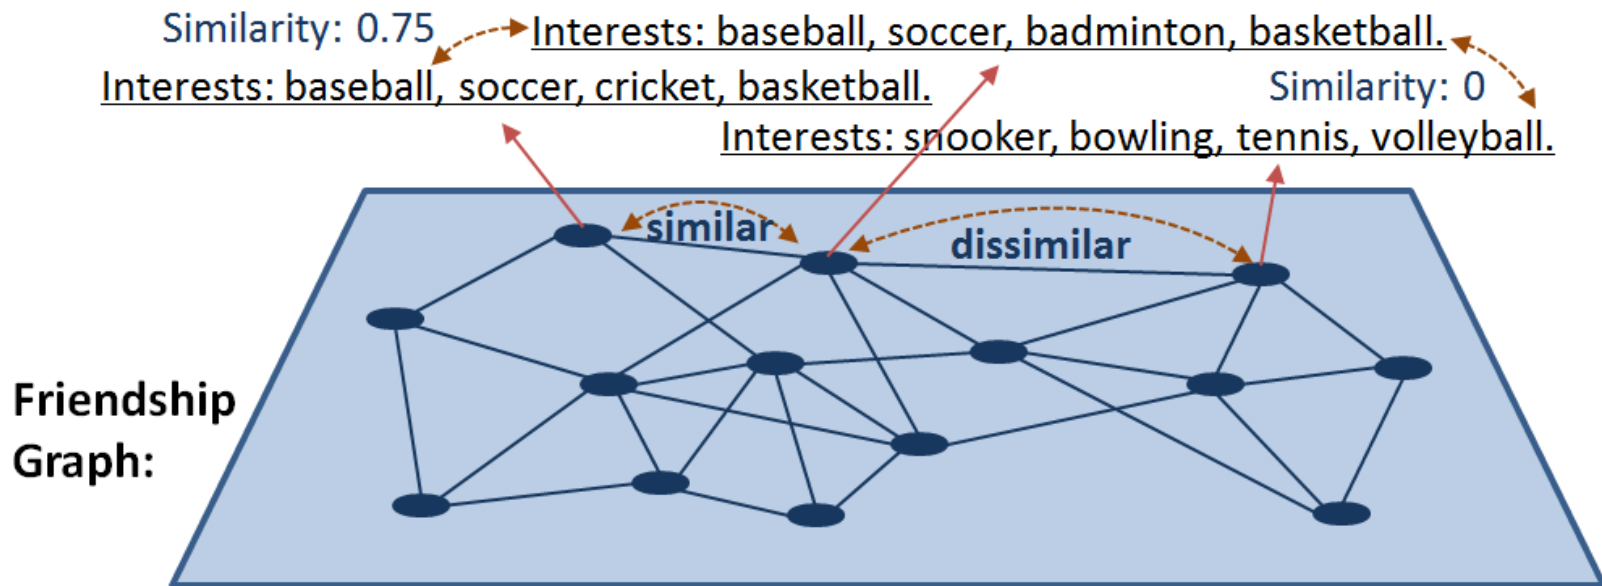 Similarity: 0.75
Interests: baseball, soccer, badminton, basketball.
Interests: baseball, soccer, cricket, basketball.
Similarity: 0
Interests: snooker, bowling, tennis, volleyball.
similar
dissimilar
Friendship
Graph: